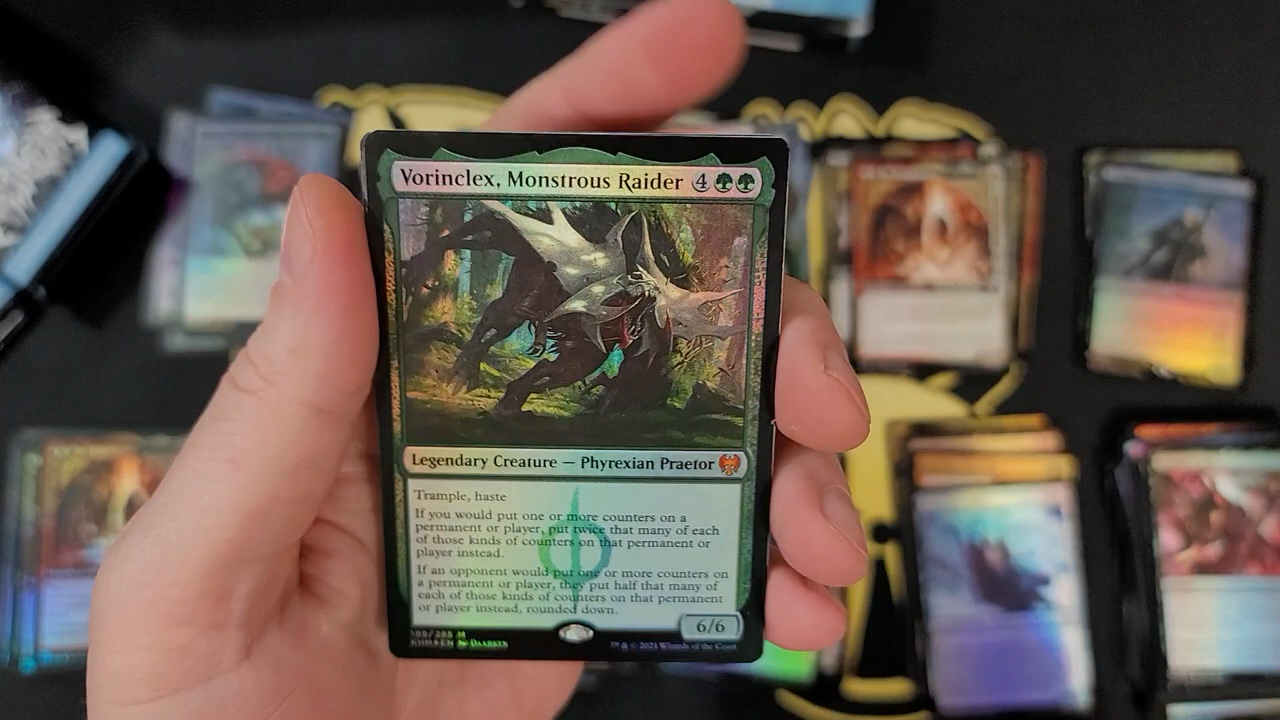 Vorinclex, Monstrous Raider 4
Legendary Creature — Phyrexian Praetor
Trample, haste
If you would put one or more counters on a
permanent or player, put twice that many of each
of those kinds of counters on that permanent or
player instead.
If an opponent would put one or more counters on
a permanent or player, they put half that many of
each of those kinds of counters on that permanent
or player instead, rounded down.
6/6
199/285 M
KHM★EN Daarken
™ & © 2021 Wizards of the Coast